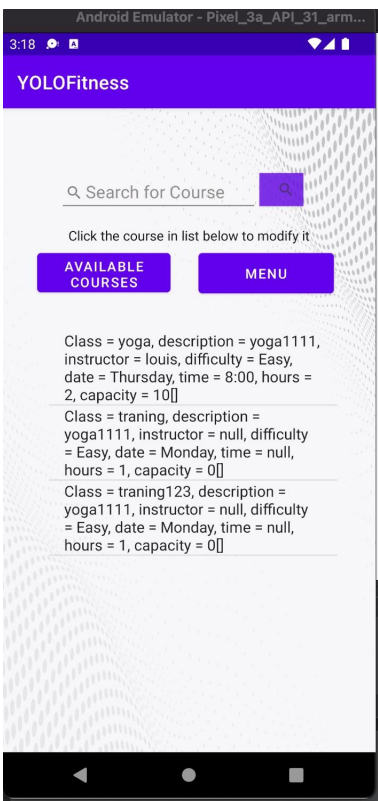 Android Emulator - Pixel_3a_API_31_arm...
3:18
A
YOLOFitness
Search for Course
Click the course in list below to modify it
AVAILABLE
COURSES
MENU
Class = yoga, description = yoga1111,
instructor = louis, difficulty = Easy,
date = Thursday, time = 8:00, hours =
2, capacity = 10[]
Class = traning, description =
yoga1111, instructor = null, difficulty
= Easy, date = Monday, time = null,
hours = 1, capacity = 0[]
Class = traning123, description =
yoga1111, instructor = null, difficulty
= Easy, date = Monday, time = null,
hours = 1, capacity = 0[]